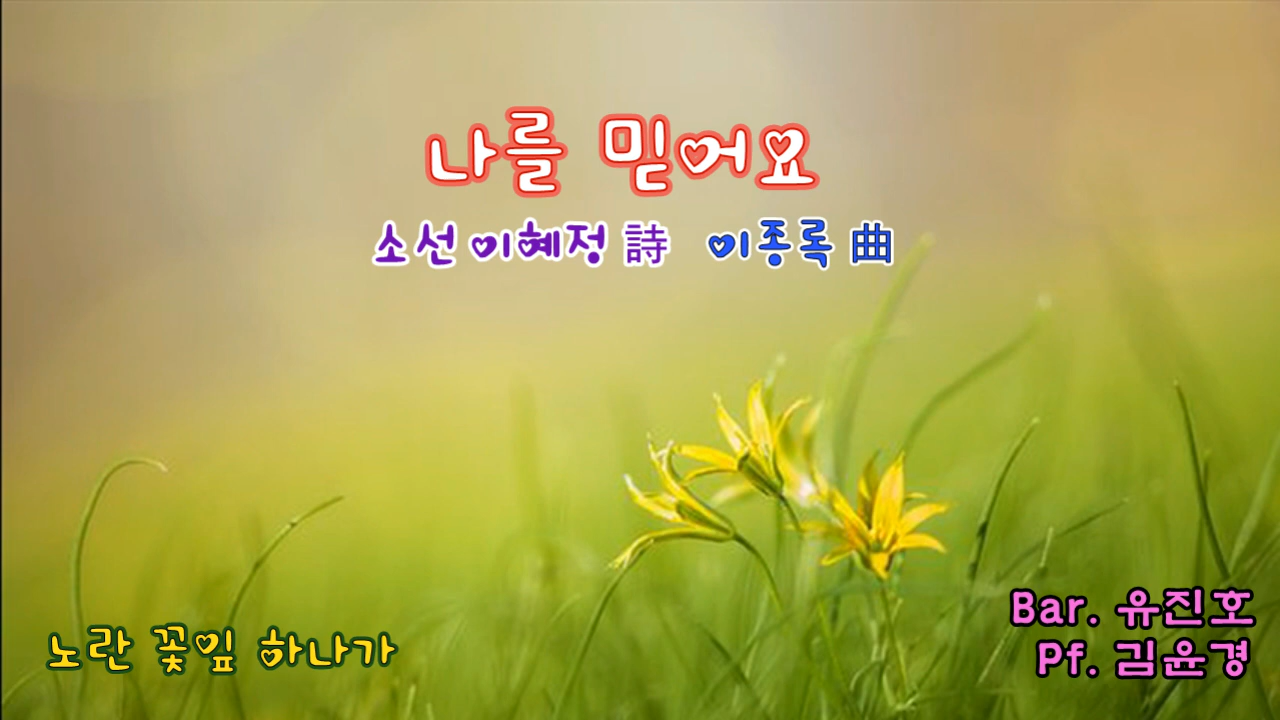 나를 믿어요
소선 이혜정 詩 이종록 曲
노란 꽃잎 하나가
Bar. 유진호
Pf. 김윤경